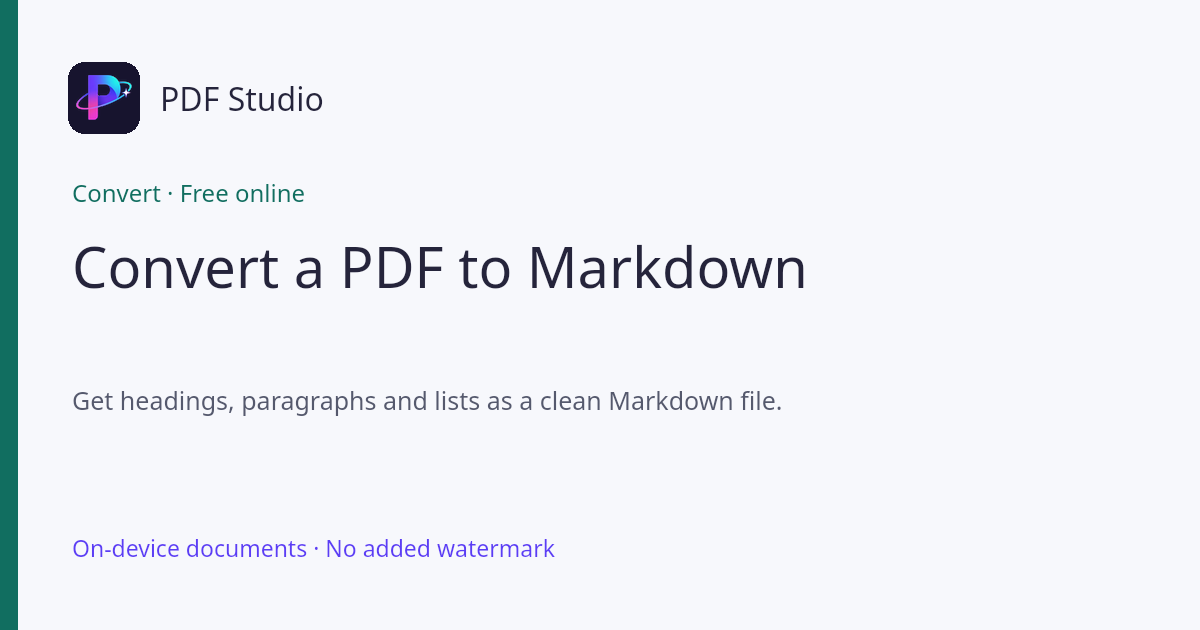 PDF Studio
Convert · Free online
Convert a PDF to Markdown
Get headings, paragraphs and lists as a clean Markdown file.
On-device documents · No added watermark